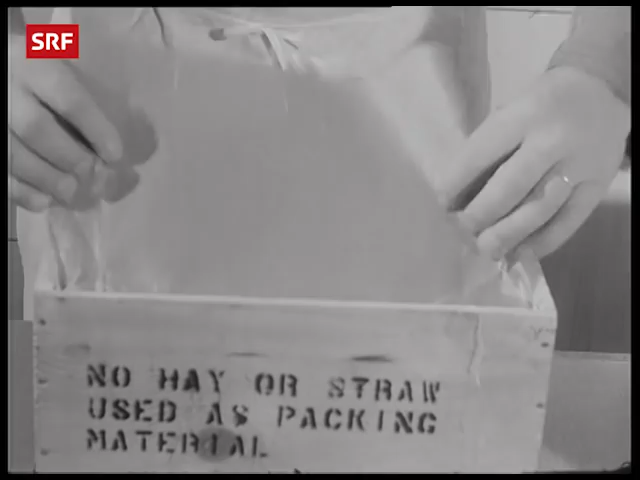 SRF
NO HAY OR STRAW
USED AS PACKING
MATERIAL